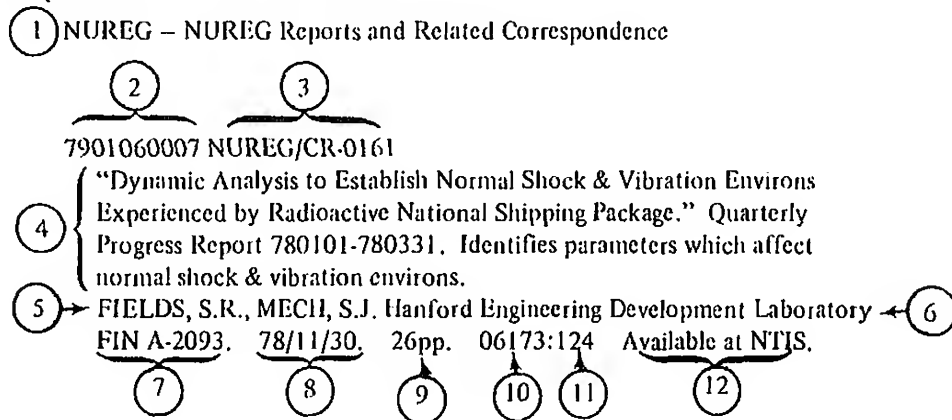 1 NUREG – NUREG Reports and Related Correspondence
2 3
7901060007 NUREG/CR-0161
4 “Dynamic Analysis to Establish Normal Shock & Vibration Environs
Experienced by Radioactive National Shipping Package.” Quarterly
Progress Report 780101-780331. Identifies parameters which affect
normal shock & vibration environs.
5 FIELDS, S.R., MECH, S.J. Hanford Engineering Development Laboratory 6
FIN A-2093. 78/11/30. 26pp. 06173:124 Available at NTIS.
7 8 9 10 11 12